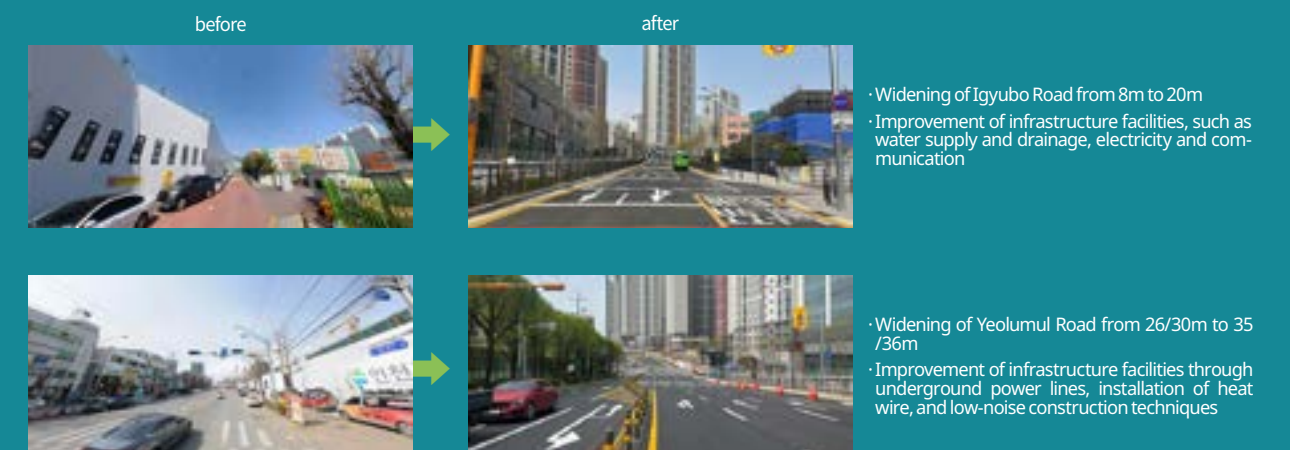 before
after
· Widening of Igyubo Road from 8m to 20m
· Improvement of infrastructure facilities, such as
water supply and drainage, electricity and com-
munication
· Widening of Yeolumul Road from 26/30m to 35
/36m
· Improvement of infrastructure facilities through
underground power lines, installation of heat
wire, and low-noise construction techniques